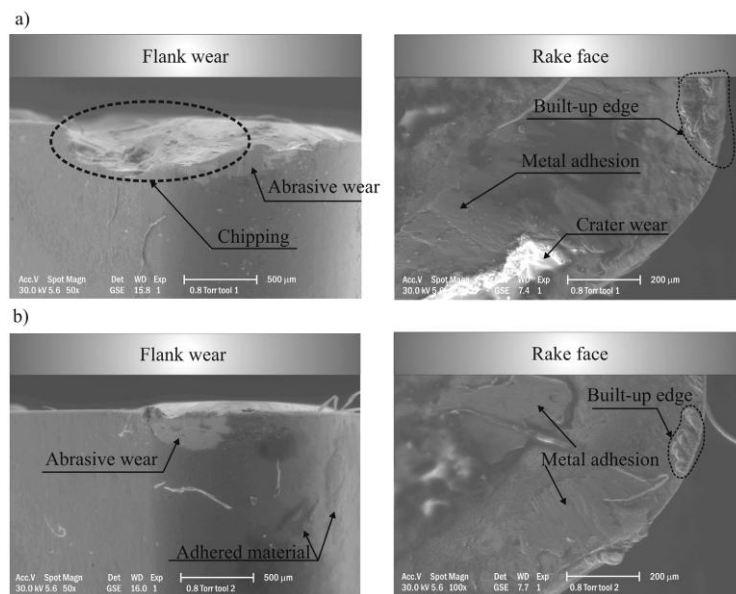 a)
Flank wear
Rake face
Built-up edge
Metal adhesion
Abrasive wear
Crater wear
Chipping
Acc.V Spot Magn Det WD Exp 500 μm
30.0 kV 5.6 50x GSE 15.8 1 0.8 Torr tool 1
Acc.V Spot Magn Det WD Exp 200 μm
30.0 kV 5.6 GSE 7.4 1 0.8 Torr tool 1
b)
Flank wear
Rake face
Built-up edge
Abrasive wear
Metal adhesion
Adhered material
Acc.V Spot Magn Det WD Exp 500 μm
30.0 kV 5.6 50x GSE 16.0 1 0.8 Torr tool 2
Acc.V Spot Magn Det WD Exp 200 μm
30.0 kV 5.6 100x GSE 7.7 1 0.8 Torr tool 2